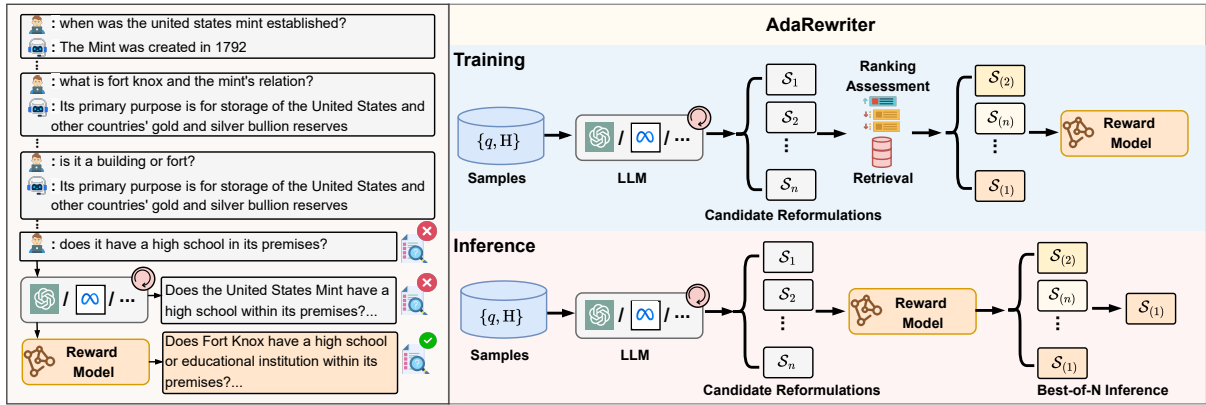 : when was the united states mint established?
: The Mint was created in 1792
: what is fort knox and the mint's relation?
: Its primary purpose is for storage of the United States and
other countries' gold and silver bullion reserves
: is it a building or fort?
: Its primary purpose is for storage of the United States and
other countries' gold and silver bullion reserves
: does it have a high school in its premises?
/ / ...
Does the United States Mint have a
high school within its premises?...
Reward
Model
Does Fort Knox have a high school
or educational institution within its
premises?...
AdaRewriter
Training
{q, H}
Samples
/ / ...
LLM
S₁
S₂
⋮
Sₙ
Candidate Reformulations
Ranking
Assessment
Retrieval
S₍₂₎
S₍ₙ₎
⋮
S₍₁₎
Reward
Model
Inference
{q, H}
Samples
/ / ...
LLM
S₁
S₂
⋮
Sₙ
Candidate Reformulations
Reward
Model
S₍₂₎
S₍ₙ₎
⋮
S₍₁₎
S₍₁₎
Best-of-N Inference